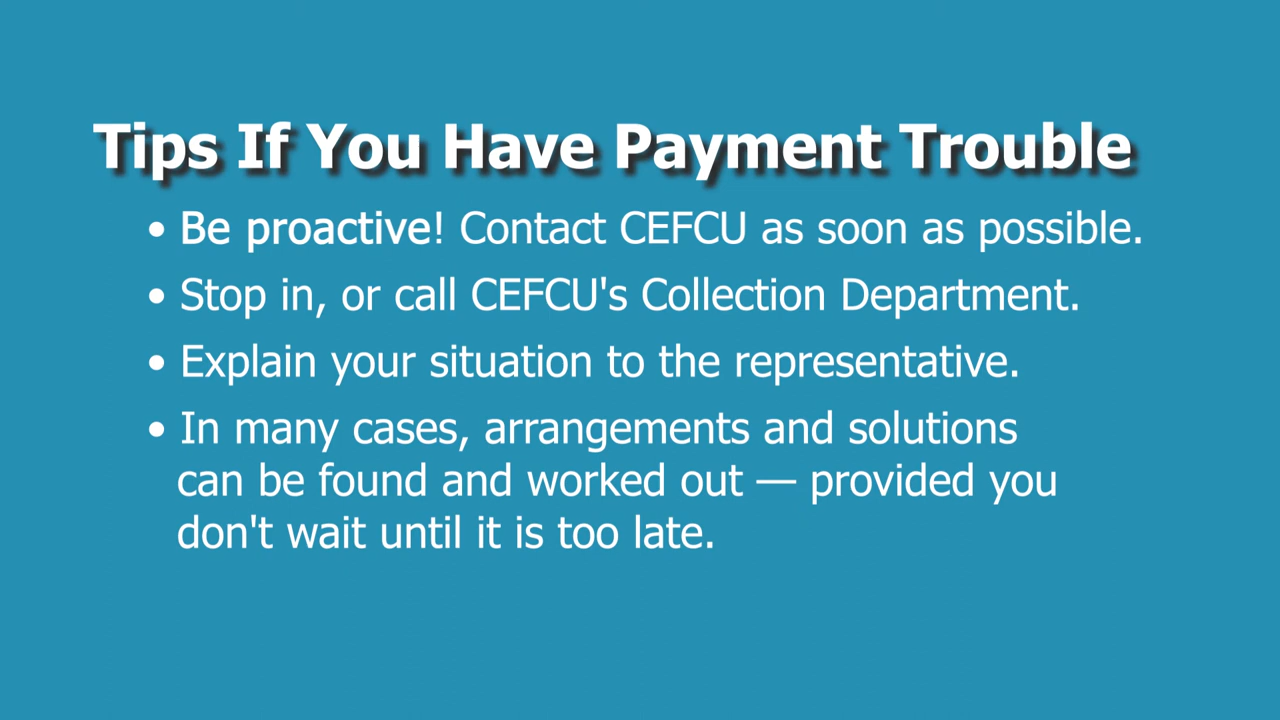 Tips If You Have Payment Trouble
• Be proactive! Contact CEFCU as soon as possible.
• Stop in, or call CEFCU's Collection Department.
• Explain your situation to the representative.
• In many cases, arrangements and solutions
can be found and worked out — provided you
don't wait until it is too late.